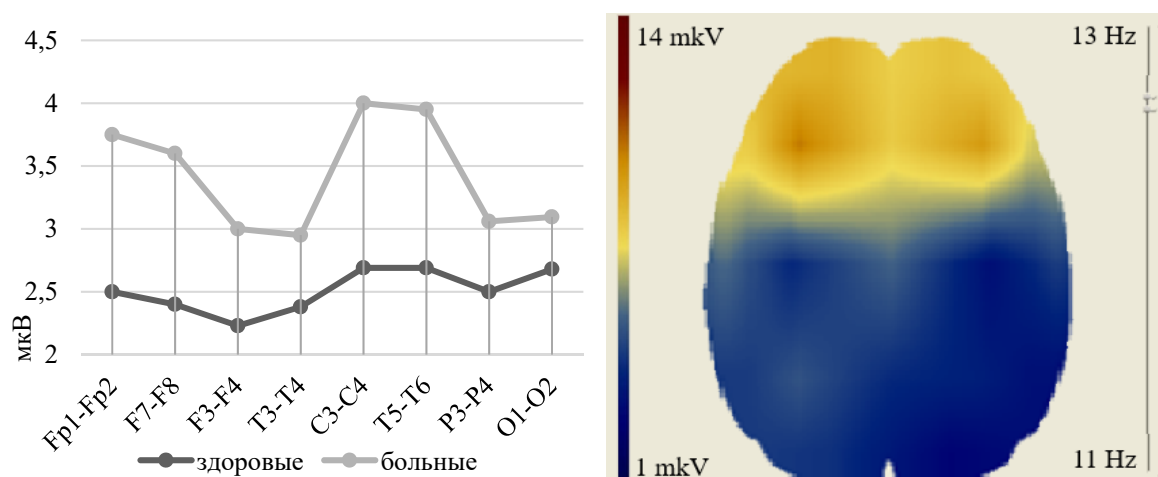 4,5
4
3,5
3
2,5
2
мкВ
Fp1-Fp2
F7-F8
F3-F4
T3-T4
C3-C4
T5-T6
P3-P4
O1-O2
здоровые
больные
14 mkV
13 Hz
1 mkV
11 Hz